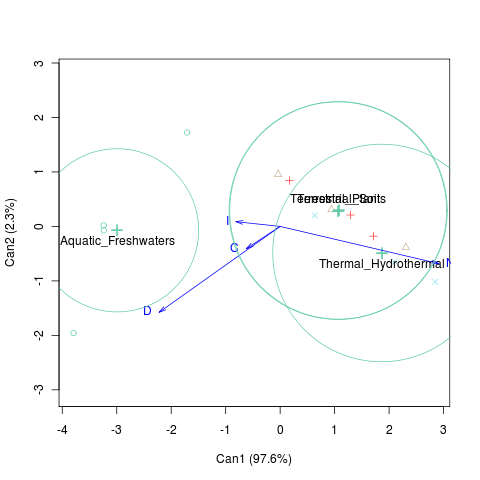 3
2
1
0
-1
-2
-3
Can2 (2.3%)
I
C
D
Aquatic_Freshwaters
Thermal_Hydrothermal
-4
-3
-2
-1
0
1
2
3
Can1 (97.6%)